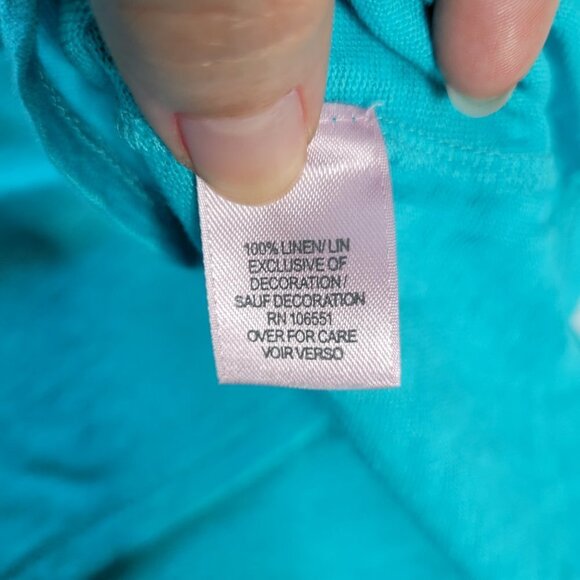 100% LINEN/ LIN
EXCLUSIVE OF
DECORATION /
SAUF DECORATION
RN 106551
OVER FOR CARE
VOIR VERSO